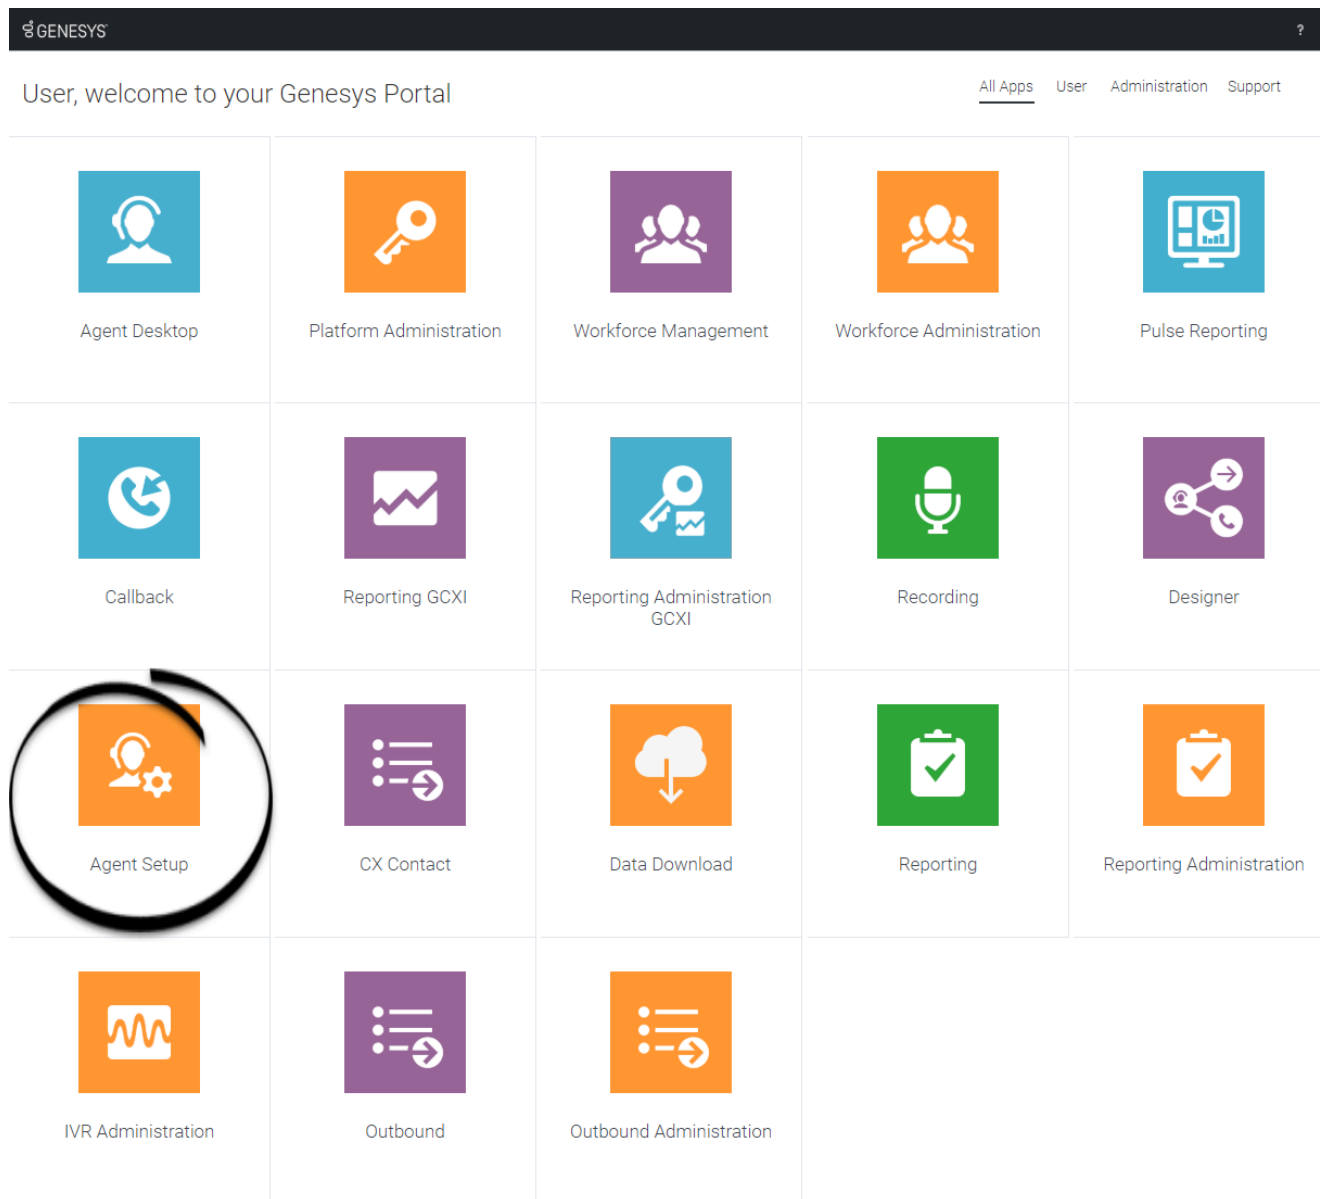 GENESYS
?
User, welcome to your Genesys Portal
All Apps User Administration Support
Agent Desktop
Platform Administration
Workforce Management
Workforce Administration
Pulse Reporting
Callback
Reporting GCXI
Reporting Administration
GCXI
Recording
Designer
Agent Setup
CX Contact
Data Download
Reporting
Reporting Administration
IVR Administration
Outbound
Outbound Administration